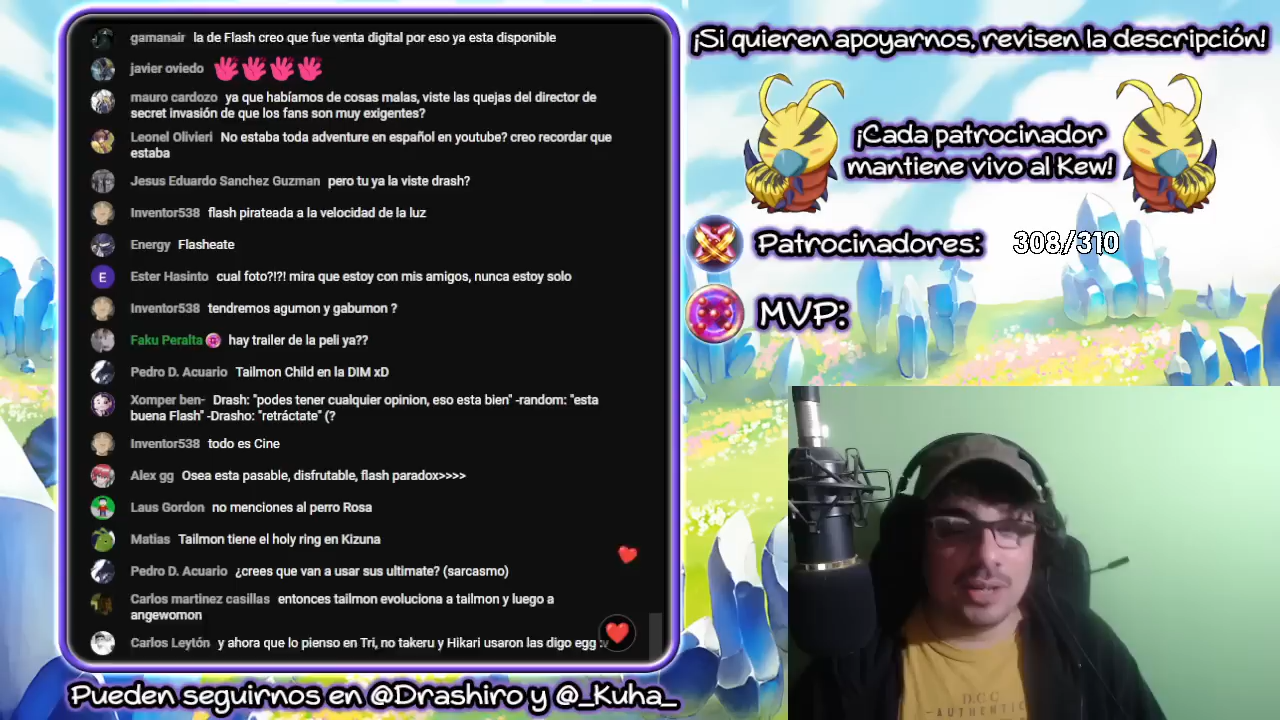 gamanair la de Flash creo que fue venta digital por eso ya esta disponible
javier oviedo
mauro cardozo ya que habíamos de cosas malas, viste las quejas del director de
secret invasión de que los fans son muy exigentes?
Leonel Olivieri No estaba toda adventure en español en youtube? creo recordar que
estaba
Jesus Eduardo Sanchez Guzman pero tu ya la viste drash?
Inventor538 flash pirateada a la velocidad de la luz
Energy Flasheate
E Ester Hasinto cual foto?!?! mira que estoy con mis amigos, nunca estoy solo
Inventor538 tendremos agumon y gabumon ?
Faku Peralta hay trailer de la peli ya??
Pedro D. Acuario Tailmon Child en la DIM xD
Xomper ben- Drash: "podes tener cualquier opinion, eso esta bien" -random: "esta
buena Flash" -Drasho: "retráctate" (?
Inventor538 todo es Cine
Alex gg Osea esta pasable, disfrutable, flash paradox>>>>
Laus Gordon no menciones al perro Rosa
Matias Tailmon tiene el holy ring en Kizuna
Pedro D. Acuario ¿crees que van a usar sus ultimate? (sarcasmo)
Carlos martinez casillas entonces tailmon evoluciona a tailmon y luego a
angewomon
Carlos Leytón y ahora que lo pienso en Tri, no takeru y Hikari usaron las digo egg :v
Pueden seguirnos en @Drashiro y @_Kuha_
¡Si quieren apoyarnos, revisen la descripción!
¡Cada patrocinador
mantiene vivo al Kew!
Patrocinadores: 308/310
MVP:
D.C.C
-AUTHENTIC